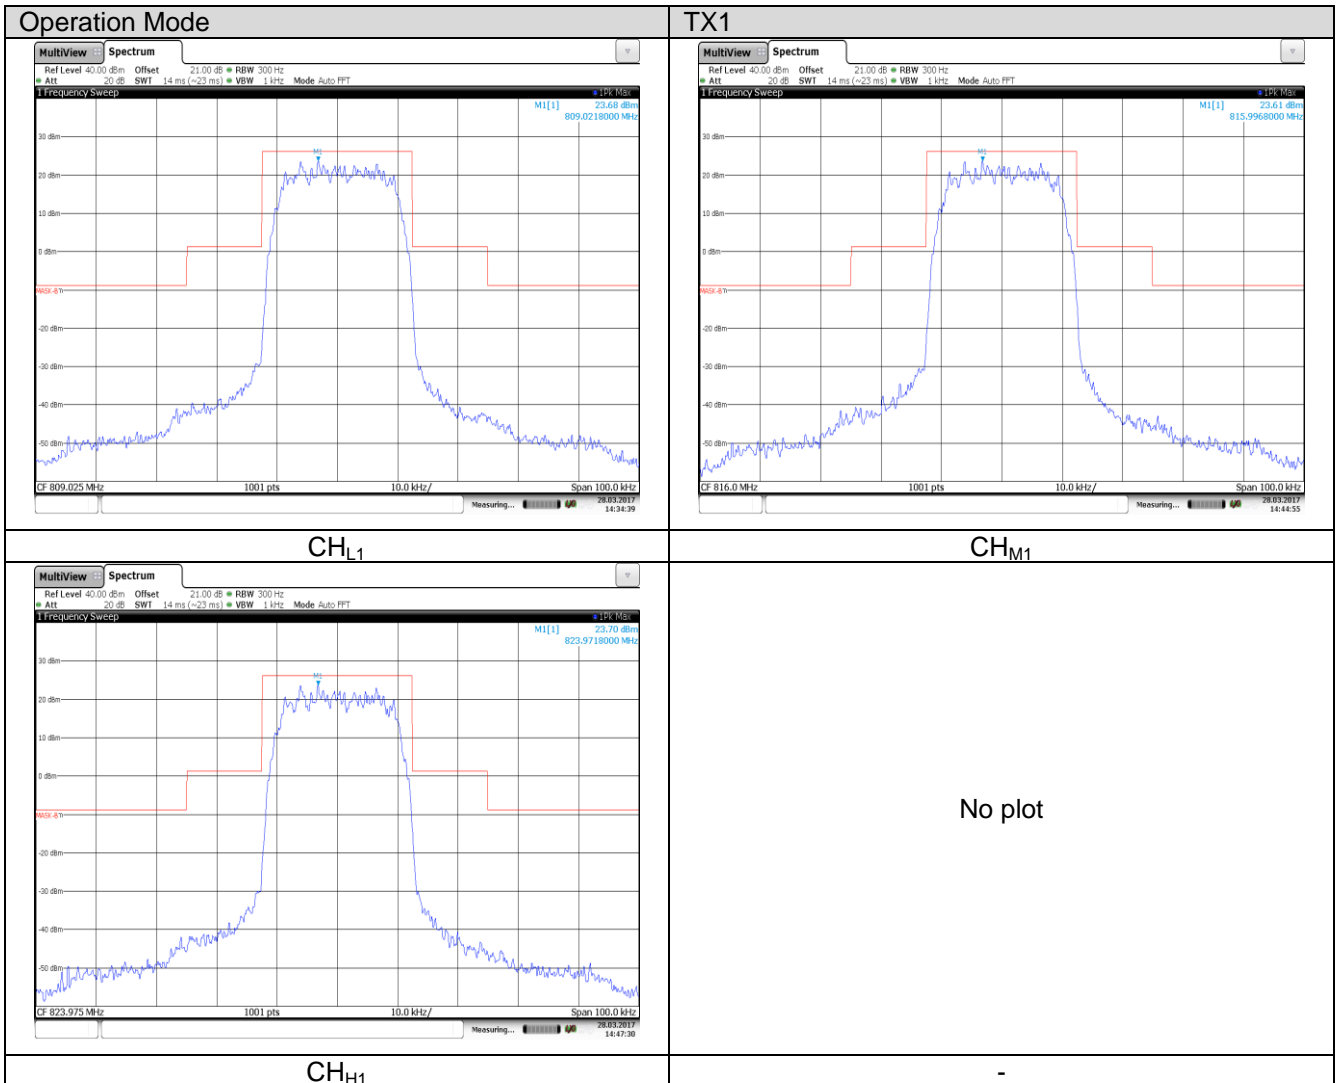 Operation Mode
TX1
MultiView Spectrum
Ref Level 40.00 dBm Offset 21.00 dB RBW 300 Hz
Att 20 dB SWT 14 ms (~23 ms) VBW 1 kHz Mode Auto FFT
1 Frequency Sweep 1Pk Max
M1[1] 23.68 dBm
809.0218000 MHz
30 dBm
M1
20 dBm
10 dBm
0 dBm
MASK-B
-20 dBm
-30 dBm
-40 dBm
-50 dBm
CF 809.025 MHz 1001 pts 10.0 kHz/ Span 100.0 kHz
Measuring... 28.03.2017
14:34:39
MultiView Spectrum
Ref Level 40.00 dBm Offset 21.00 dB RBW 300 Hz
Att 20 dB SWT 14 ms (~23 ms) VBW 1 kHz Mode Auto FFT
1 Frequency Sweep 1Pk Max
M1[1] 23.61 dBm
815.9968000 MHz
30 dBm
M1
20 dBm
10 dBm
0 dBm
MASK-B
-20 dBm
-30 dBm
-40 dBm
-50 dBm
CF 816.0 MHz 1001 pts 10.0 kHz/ Span 100.0 kHz
Measuring... 28.03.2017
14:44:55
CHL1
CHM1
MultiView Spectrum
Ref Level 40.00 dBm Offset 21.00 dB RBW 300 Hz
Att 20 dB SWT 14 ms (~23 ms) VBW 1 kHz Mode Auto FFT
1 Frequency Sweep 1Pk Max
M1[1] 23.70 dBm
823.9718000 MHz
30 dBm
M1
20 dBm
10 dBm
0 dBm
MASK-B
-20 dBm
-30 dBm
-40 dBm
-50 dBm
CF 823.975 MHz 1001 pts 10.0 kHz/ Span 100.0 kHz
Measuring... 28.03.2017
14:47:30
No plot
CHH1
-